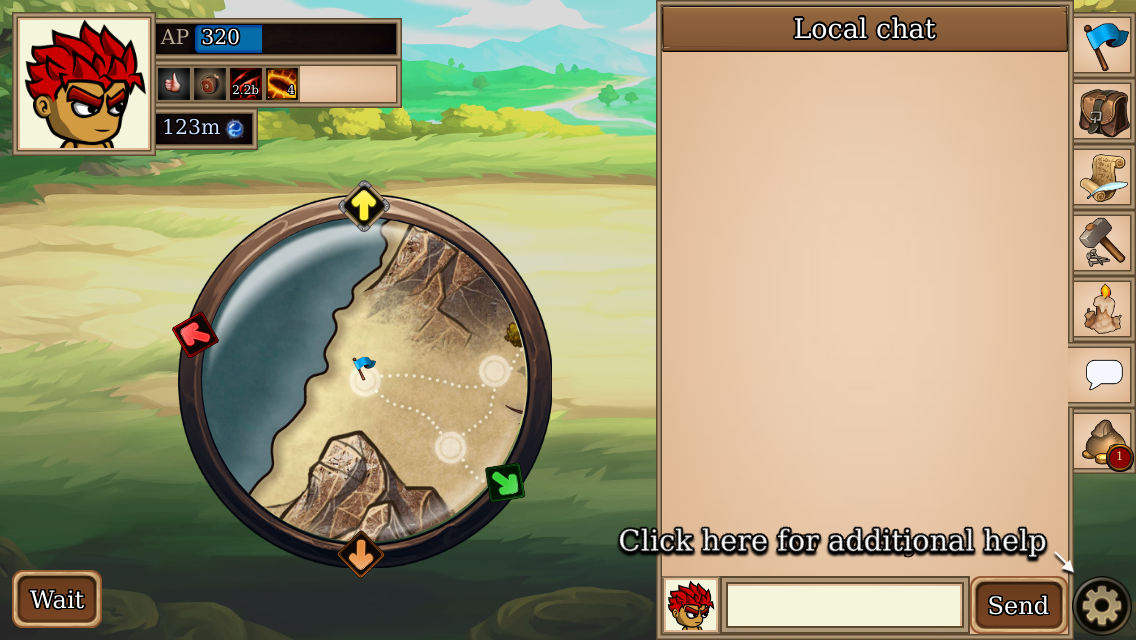 AP 320
2.2b
4
123m
Local chat
1
Click here for additional help
Wait
Send